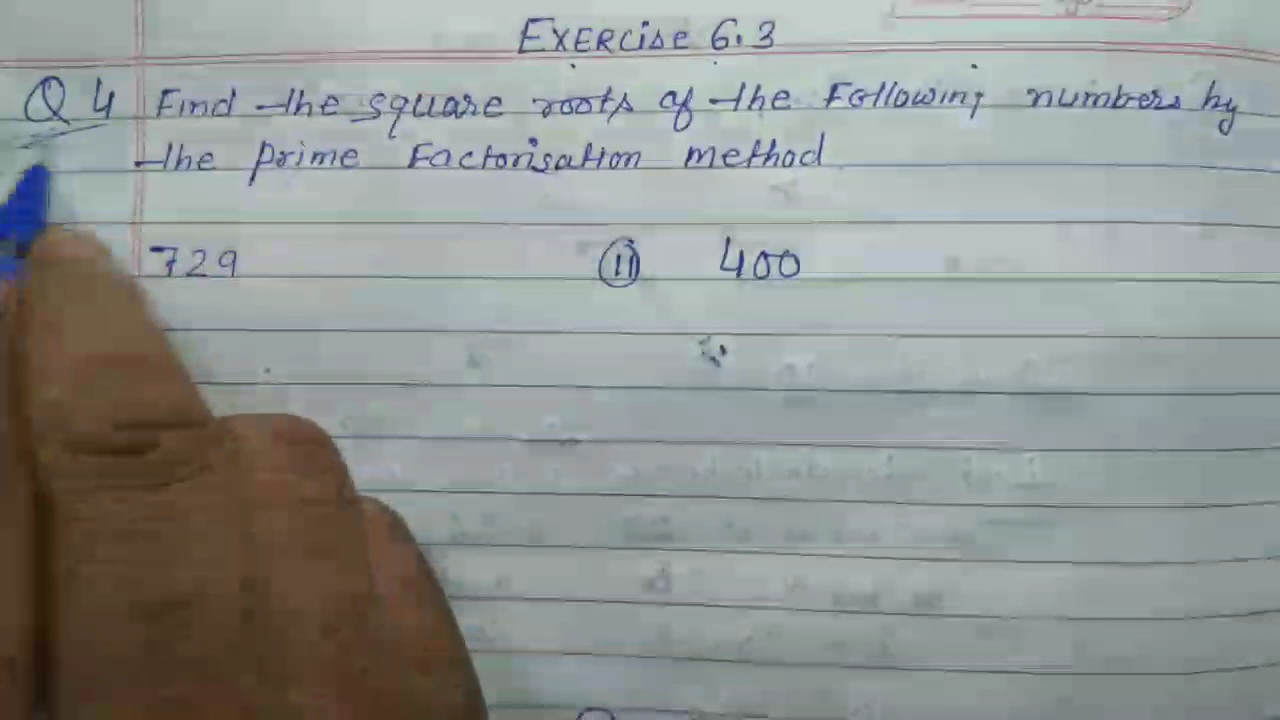 Exercise 6.3
Q 4 Find the square roots of the Following numbers by
the prime Factorisation method
729 (ii) 400